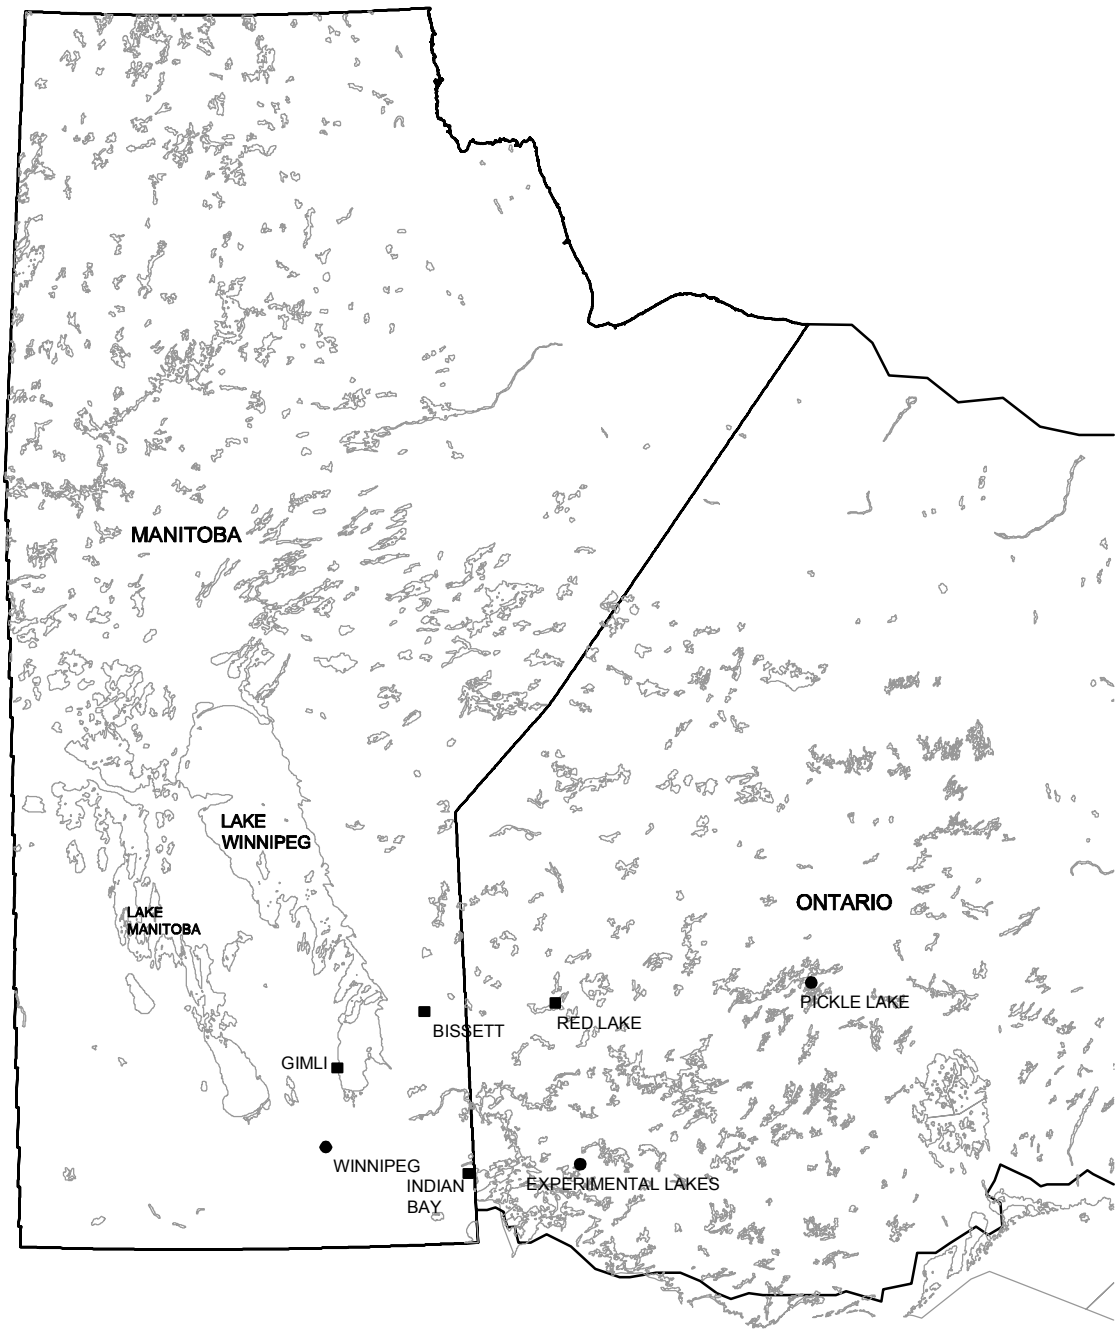 MANITOBA
LAKE
WINNIPEG
LAKE
MANITOBA
ONTARIO
PICKLE LAKE
RED LAKE
BISSETT
GIMLI
WINNIPEG
INDIAN
BAY
EXPERIMENTAL LAKES